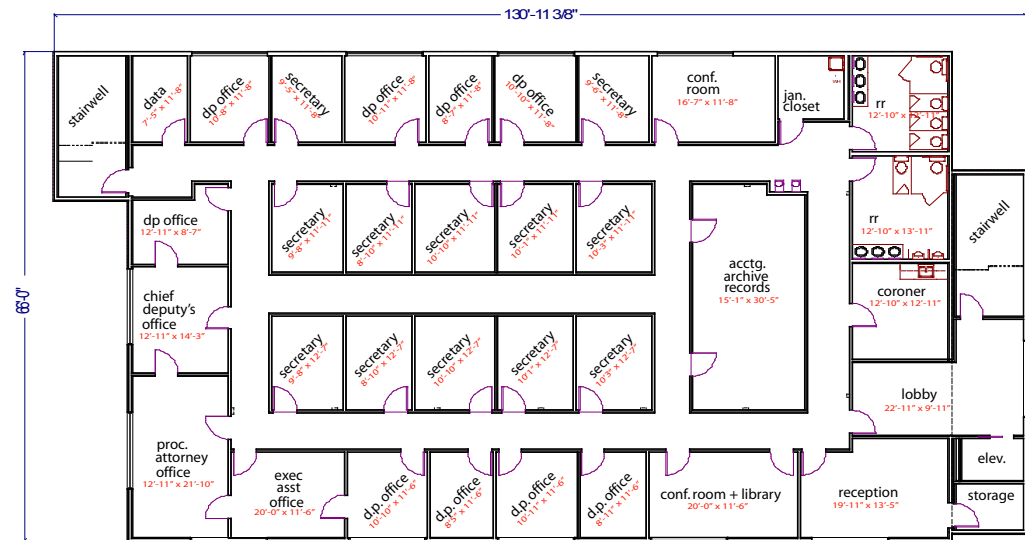 130'-11 3/8"
66'-0"
stairwell
data
7'-5" x 11'-8"
dp office
10'-8" x 11'-8"
secretary
9'-5" x 11'-8"
dp office
10'-11" x 11'-8"
dp office
8'-7" x 11'-8"
dp office
10'-10" x 11'-8"
secretary
9'-6" x 11'-8"
conf.
room
16'-7" x 11'-8"
jan.
closet
WH
rr
dp office
12'-11" x 8'-7"
secretary
9'-8" x 11'-11"
secretary
8'-10" x 11'-11"
secretary
10'-10" x 11'-11"
secretary
10'-1" x 11'-11"
secretary
10'-3" x 11'-11"
acctg.
archive
records
15'-1" x 30'-5"
rr
12'-10" x 13'-11"
stairwell
chief
deputy's
office
12'-11" x 14'-3"
coroner
12'-10" x 12'-11"
secretary
9'-8" x 12'-7"
secretary
8'-10" x 12'-7"
secretary
10'-10" x 12'-7"
secretary
10'1" x 12'-7"
secretary
10'3" x 12'-7"
lobby
22'-11" x 9'-11"
proc.
attorney
office
12'-11" x 21'-10"
exec
asst
office
20'-0" x 11'-6"
d.p. office
10'-10" x 11'-6"
d.p. office
8'5" x 11'-6"
d.p. office
10'-11" x 11'-6"
d.p. office
8'-11" x 11'-6"
conf. room + library
20'-0" x 11'-6"
reception
19'-11" x 13'-5"
elev.
storage